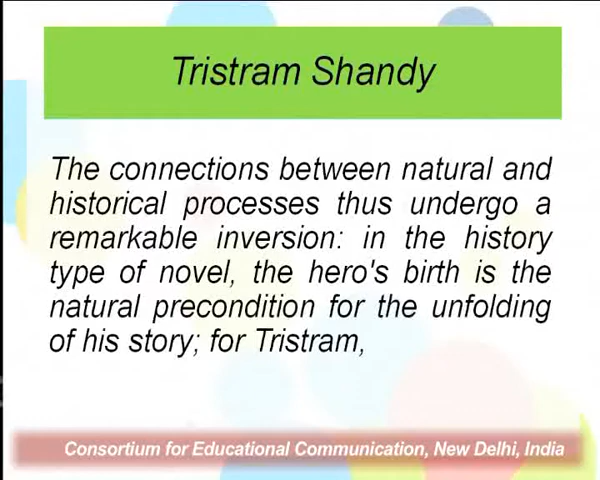 Tristram Shandy
The connections between natural and
historical processes thus undergo a
remarkable inversion: in the history
type of novel, the hero's birth is the
natural precondition for the unfolding
of his story; for Tristram,
Consortium for Educational Communication, New Delhi, India